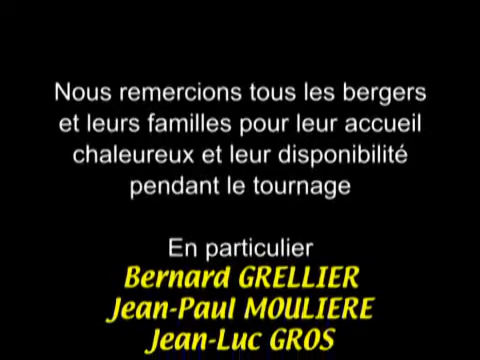 Nous remercions tous les bergers
et leurs familles pour leur accueil
chaleureux et leur disponibilité
pendant le tournage
En particulier
Bernard GRELLIER
Jean-Paul MOULIERE
Jean-Luc GROS